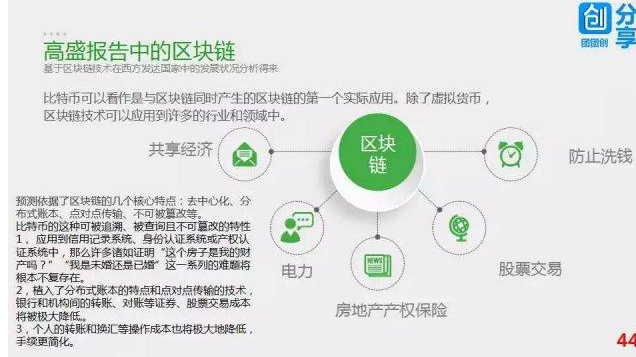 创
团团创
分
享
高盛报告中的区块链
基于区块链技术在西方发达国家中的发展状况分析得来
比特币可以看作是与区块链同时产生的区块链的第一个实际应用。除了虚拟货币，
区块链技术可以应用到许多的行业和领域中。
共享经济
区块
链
防止洗钱
预测依据了区块链的几个核心特点：去中心化、分
布式账本、点对点传输、不可被篡改等。
比特币的这种可被追溯、被查询且不可篡改的特性
1，应用到信用记录系统、身份认证系统或产权认
证系统中，那么许多诸如证明“这个房子是我的财
产吗？”“我是未婚还是已婚”这一系列的难题将
根本不复存在。
2，植入了分布式账本的特点和点对点传输的技术，
银行和机构间的转账、对账等证券、股票交易成本
将被极大降低。
3，个人的转账和换汇等操作成本也将极大地降低，
手续更简化。
电力
NEWS
房地产产权保险
股票交易
44